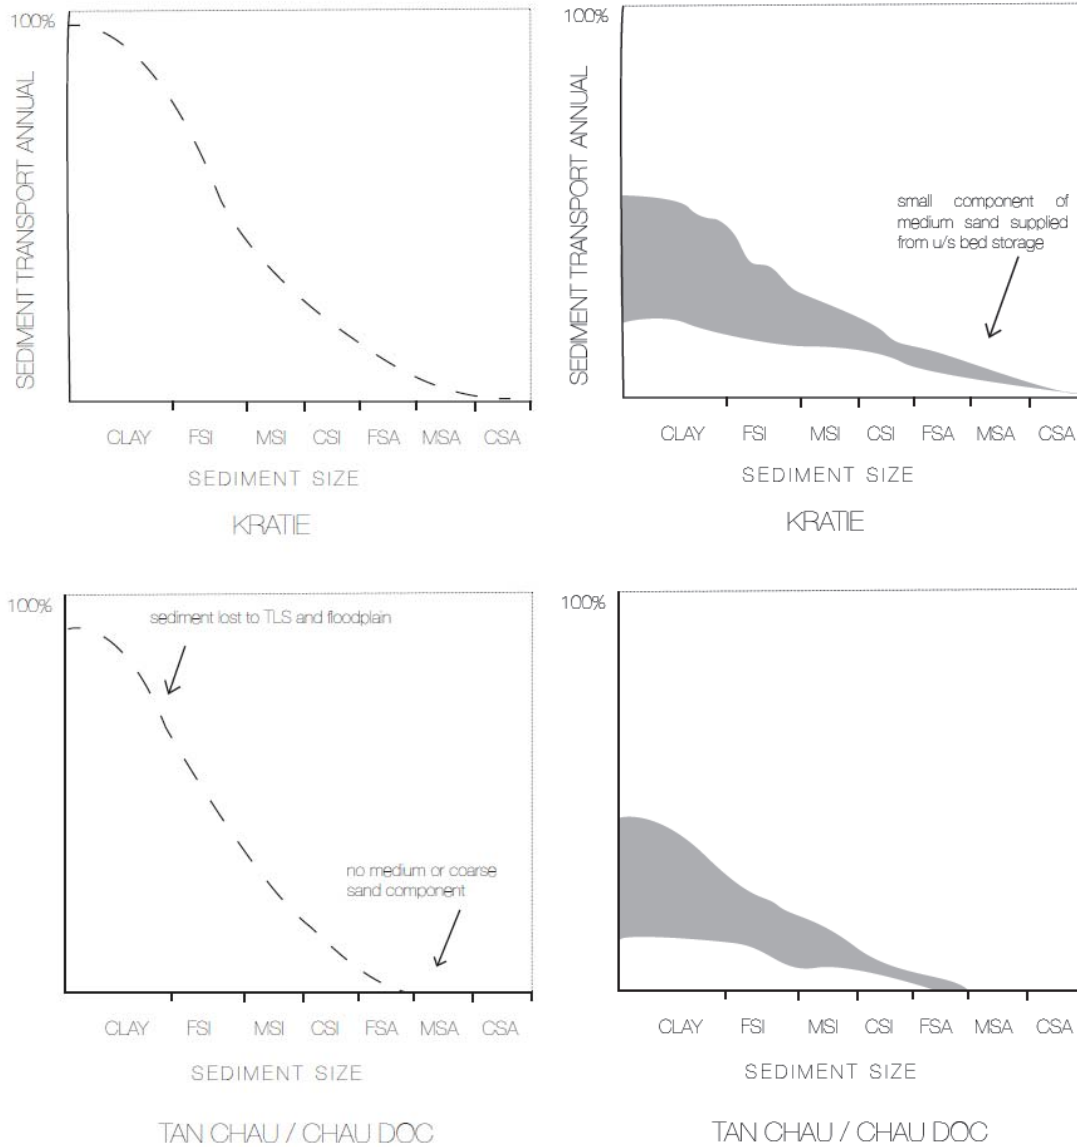 100%
SEDIMENT TRANSPORT ANNUAL
CLAY FSI MSI CSI FSA MSA CSA
SEDIMENT SIZE
KRATIE
100%
SEDIMENT TRANSPORT ANNUAL
small component of
medium sand supplied
from u/s bed storage
CLAY FSI MSI CSI FSA MSA CSA
SEDIMENT SIZE
KRATIE
100%
sediment lost to TLS and floodplain
no medium or coarse
sand component
CLAY FSI MSI CSI FSA MSA CSA
SEDIMENT SIZE
TAN CHAU / CHAU DOC
100%
CLAY FSI MSI CSI FSA MSA CSA
SEDIMENT SIZE
TAN CHAU / CHAU DOC